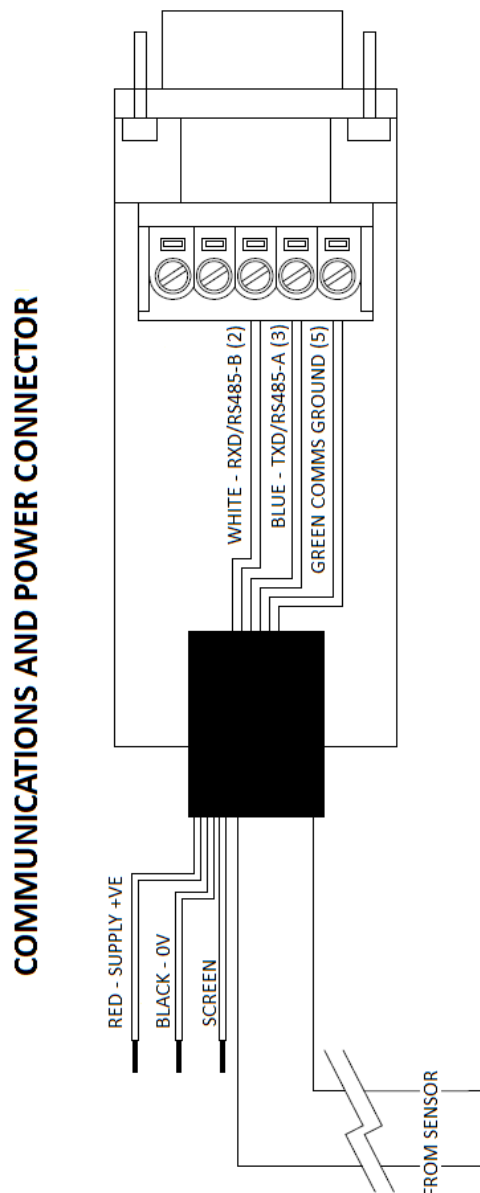 COMMUNICATIONS AND POWER CONNECTOR
WHITE - RXD/RS485-B (2)
BLUE - TXD/RS485-A (3)
GREEN COMMS GROUND (5)
RED - SUPPLY +VE
BLACK - 0V
SCREEN
FROM SENSOR